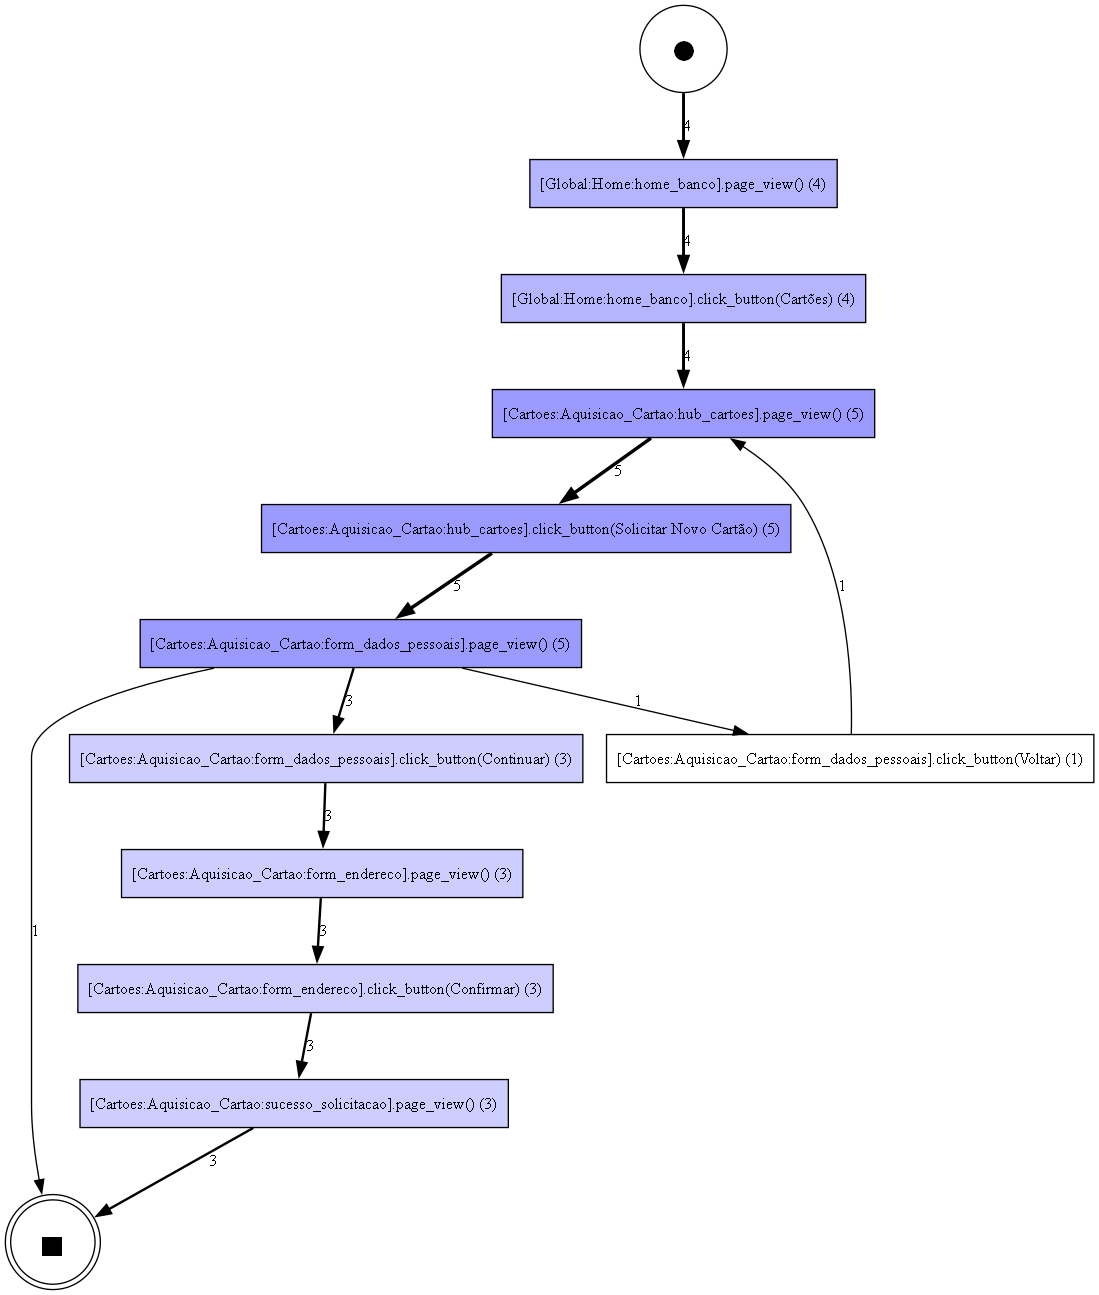 4
[Global:Home:home_banco].page_view() (4)
4
[Global:Home:home_banco].click_button(Cartões) (4)
4
[Cartoes:Aquisicao_Cartao:hub_cartoes].page_view() (5)
5
[Cartoes:Aquisicao_Cartao:hub_cartoes].click_button(Solicitar Novo Cartão) (5)
5
1
[Cartoes:Aquisicao_Cartao:form_dados_pessoais].page_view() (5)
3
1
[Cartoes:Aquisicao_Cartao:form_dados_pessoais].click_button(Continuar) (3)
[Cartoes:Aquisicao_Cartao:form_dados_pessoais].click_button(Voltar) (1)
3
[Cartoes:Aquisicao_Cartao:form_endereco].page_view() (3)
1
3
[Cartoes:Aquisicao_Cartao:form_endereco].click_button(Confirmar) (3)
3
[Cartoes:Aquisicao_Cartao:sucesso_solicitacao].page_view() (3)
3